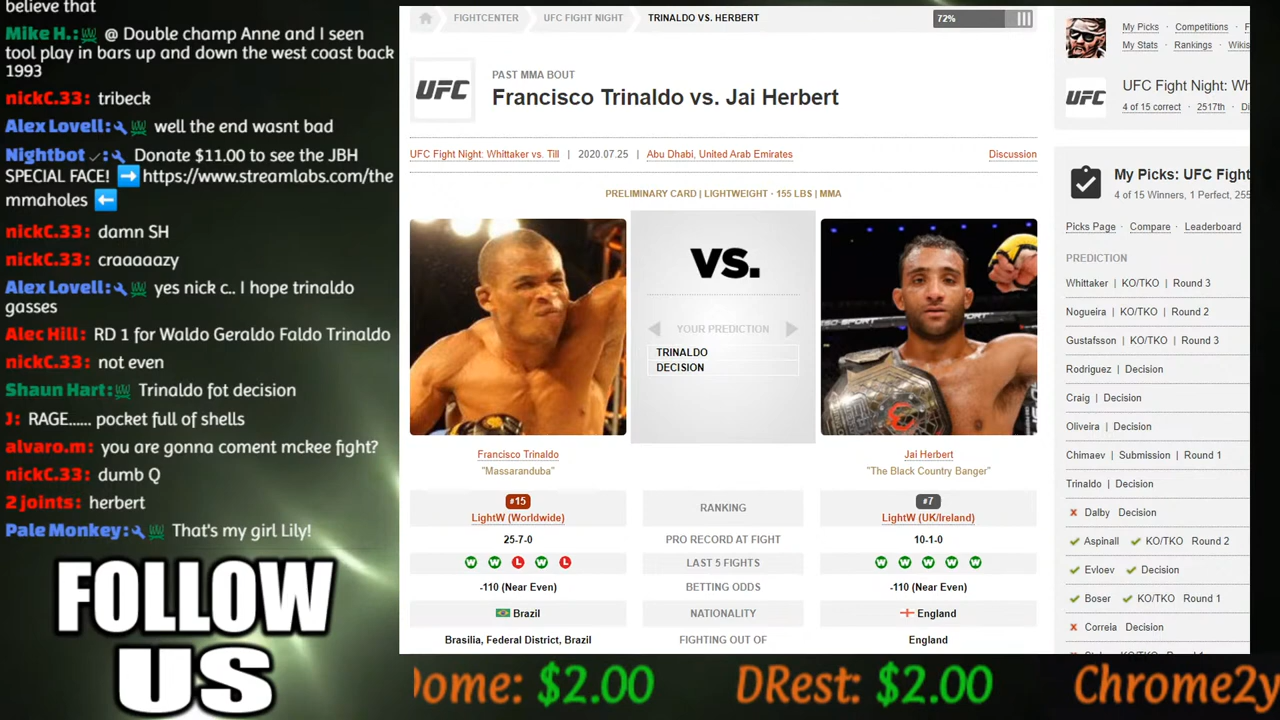 believe that
Mike H.: @ Double champ Anne and I seen
tool play in bars up and down the west coast back
1993
nickC.33: tribeck
Alex Lovell: well the end wasnt bad
Nightbot: Donate $11.00 to see the JBH
SPECIAL FACE! ➡ https://www.streamlabs.com/the
mmaholes ⬅
nickC.33: damn SH
nickC.33: craaaaazy
Alex Lovell: yes nick c.. I hope trinaldo
gasses
Alec Hill: RD 1 for Waldo Geraldo Faldo Trinaldo
nickC.33: not even
Shaun Hart: Trinaldo fot decision
J: RAGE...... pocket full of shells
alvaro.m: you are gonna coment mckee fight?
nickC.33: dumb Q
2 joints: herbert
Pale Monkey: That's my girl Lily!
FOLLOW
US
FIGHTCENTER
UFC FIGHT NIGHT
TRINALDO VS. HERBERT
72%
UFC
PAST MMA BOUT
Francisco Trinaldo vs. Jai Herbert
UFC Fight Night: Whittaker vs. Till | 2020.07.25 | Abu Dhabi, United Arab Emirates
Discussion
PRELIMINARY CARD | LIGHTWEIGHT · 155 LBS | MMA
VS.
YOUR PREDICTION
TRINALDO
DECISION
Francisco Trinaldo
"Massaranduba"
Jai Herbert
"The Black Country Banger"
#15
LightW (Worldwide)
RANKING
#7
LightW (UK/Ireland)
25-7-0
PRO RECORD AT FIGHT
10-1-0
W W L W L
LAST 5 FIGHTS
W W W W W
-110 (Near Even)
BETTING ODDS
-110 (Near Even)
Brazil
NATIONALITY
England
Brasilia, Federal District, Brazil
FIGHTING OUT OF
England
My Picks · Competitions · F
My Stats · Rankings · Wikis
UFC
UFC Fight Night: Wh
4 of 15 correct · 2517th · Di
My Picks: UFC Fight
4 of 15 Winners, 1 Perfect, 255
Picks Page · Compare · Leaderboard
PREDICTION
Whittaker | KO/TKO | Round 3
Nogueira | KO/TKO | Round 2
Gustafsson | KO/TKO | Round 3
Rodriguez | Decision
Craig | Decision
Oliveira | Decision
Chimaev | Submission | Round 1
Trinaldo | Decision
Dalby Decision
Aspinall KO/TKO Round 2
Evloev Decision
Boser KO/TKO Round 1
Correia Decision
Dome: $2.00 DRest: $2.00 Chrome2y